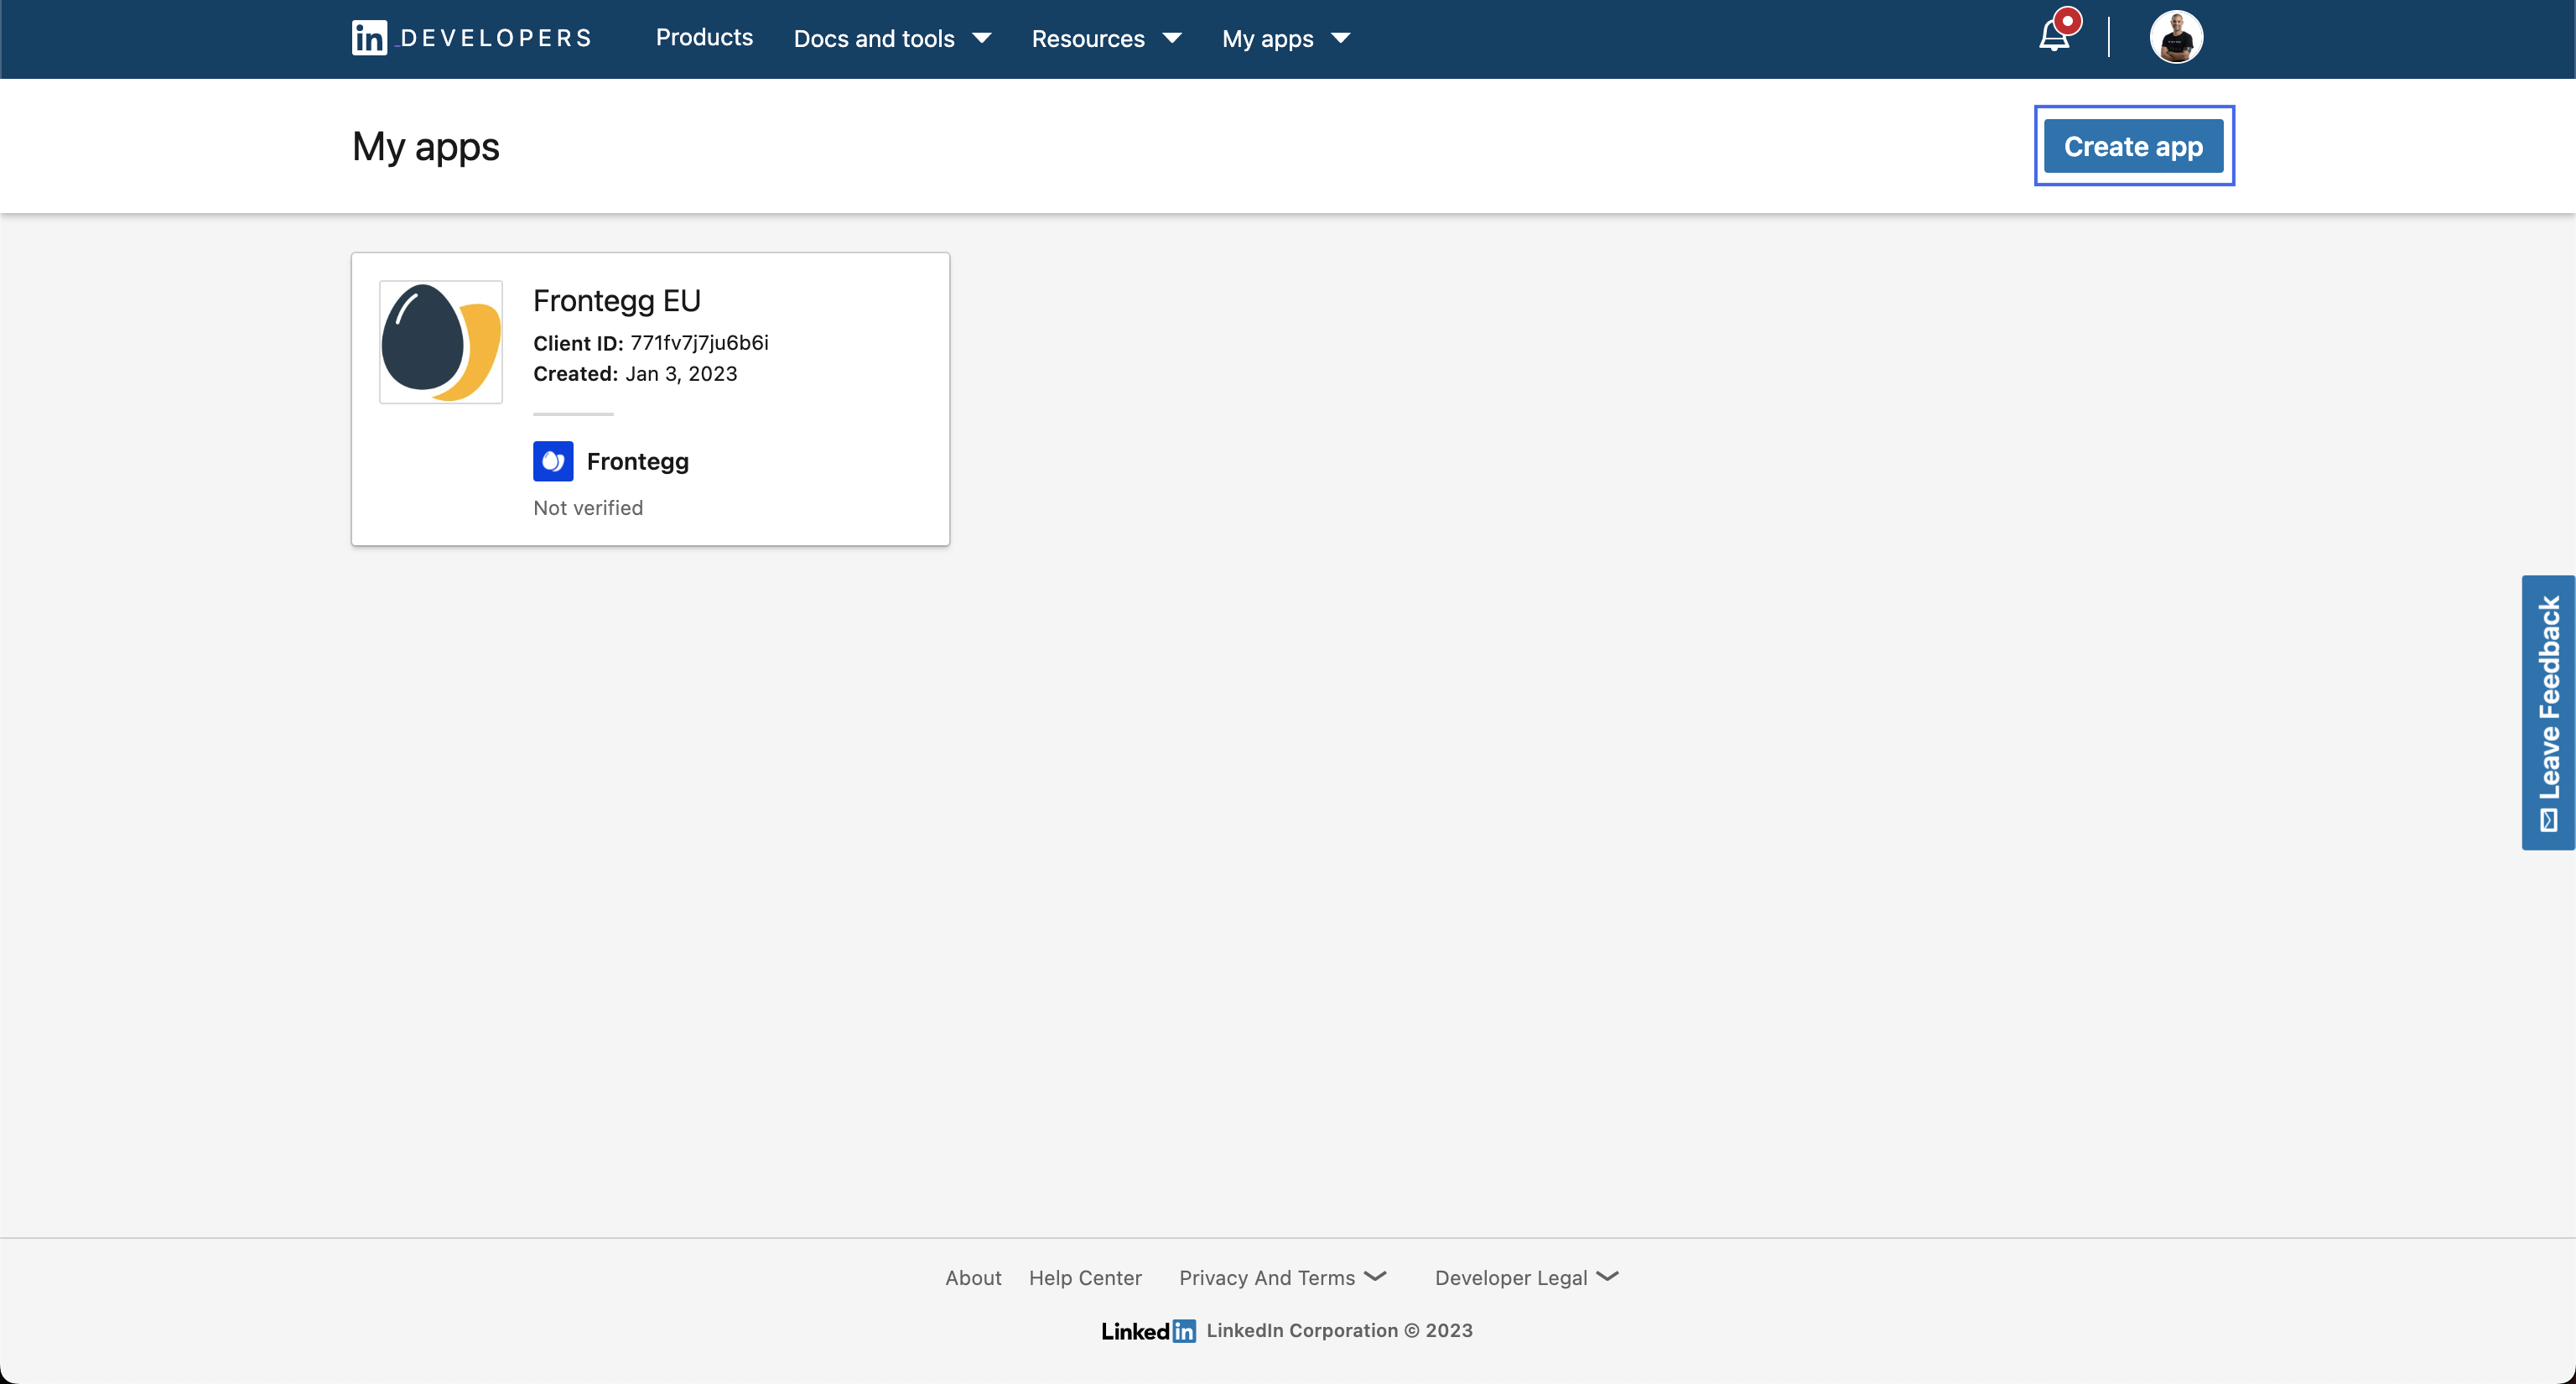 in DEVELOPERS Products Docs and tools Resources My apps
My apps
Create app
Frontegg EU
Client ID: 771fv7j7ju6b6i
Created: Jan 3, 2023
Frontegg
Not verified
Leave Feedback
About Help Center Privacy And Terms Developer Legal
Linkedin LinkedIn Corporation © 2023